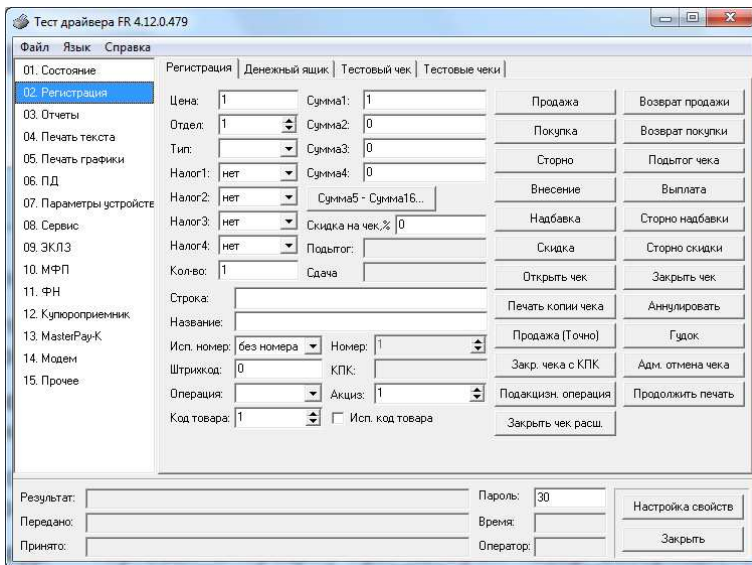 Тест драйвера FR 4.12.0.479
Файл Язык Справка
01. Состояние
02. Регистрация
03. Отчеты
04. Печать текста
05. Печать графики
06. ПД
07. Параметры устройств
08. Сервис
09. ЭКЛЗ
10. МФП
11. ФН
12. Купюроприемник
13. MasterPay-K
14. Модем
15. Прочее
Регистрация Денежный ящик Тестовый чек Тестовые чеки
Цена: 1 Сумма1: 1
Отдел: 1 Сумма2: 0
Тип: Сумма3: 0
Налог1: нет Сумма4: 0
Налог2: нет Сумма5 - Сумма16...
Налог3: нет Скидка на чек,% 0
Налог4: нет Подытог:
Кол-во: 1 Сдача
Строка:
Название:
Исп. номер: без номера Номер: 1
Штрихкод: 0 КПК:
Операция: Акциз: 1
Код товара: 1 Исп. код товара
Продажа Возврат продажи
Покупка Возврат покупки
Сторно Подытог чека
Внесение Выплата
Надбавка Сторно надбавки
Скидка Сторно скидки
Открыть чек Закрыть чек
Печать копии чека Аннулировать
Продажа (Точно) Гудок
Закр. чека с КПК Адм. отмена чека
Подакцизн. операция Продолжить печать
Закрыть чек расш.
Результат: Пароль: 30 Настройка свойств
Передано: Время:
Принято: Оператор: Закрыть